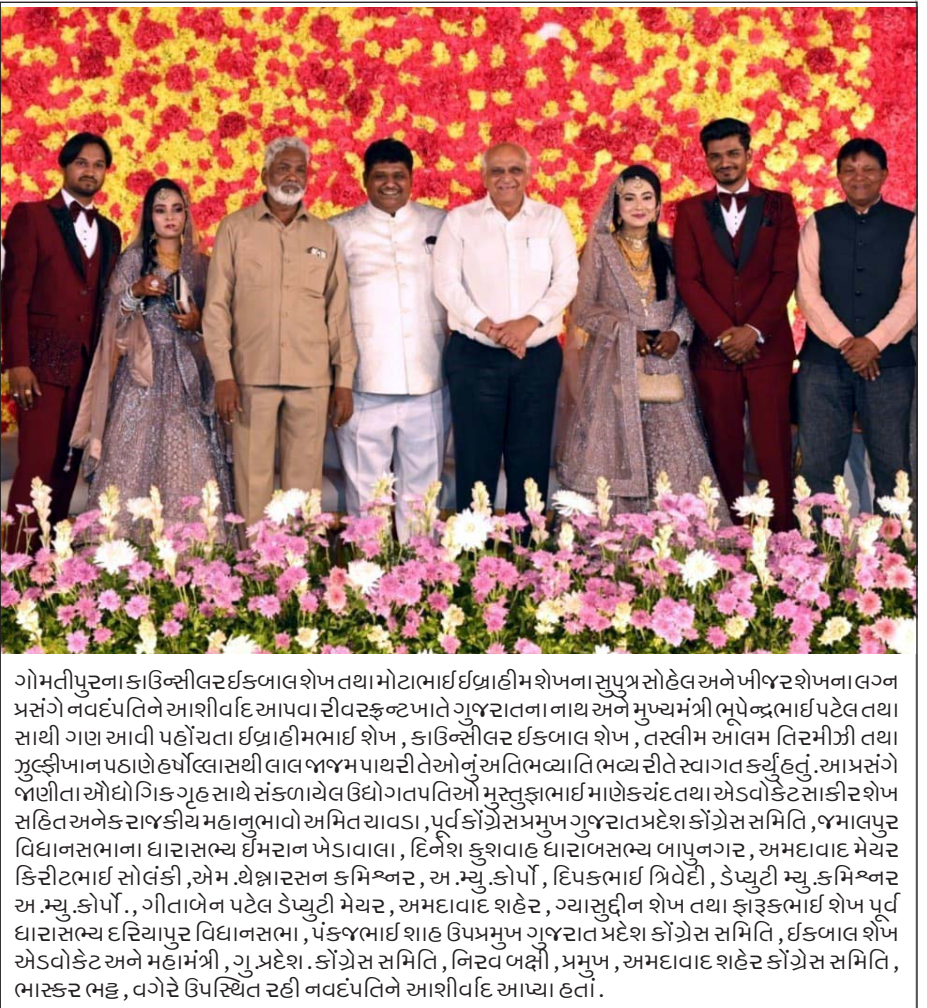 ગોમતીપુરના કાઉન્સીલર ઈકબાલ શેખ તથા મોટાભાઈ ઈબ્રાહીમ શેખના સુપુત્ર સોહેલ અને ખીજર શેખના લગ્ન
પ્રસંગે નવદંપતિને આશીર્વાદ આપવા રીવરફ્રન્ટ ખાતે ગુજરાતના નાથ અને મુખ્યમંત્રી ભૂપેન્દ્રભાઈ પટેલ તથા
સાથી ગણ આવી પહોંચતા ઈબ્રાહીમભાઈ શેખ , કાઉન્સીલર ઈકબાલ શેખ , તસ્લીમ આલમ તિરમીઝી તથા
ઝુલ્ફીખાન પઠાણે હર્ષોલ્લાસથી લાલ જાજમ પાથરી તેઓનું અતિભવ્યાતિ ભવ્ય રીતે સ્વાગત કર્યું હતું . આ પ્રસંગે
જાણીતા ઔદ્યોગિક ગૃહ સાથે સંકળાયેલ ઉદ્યોગતપતિઓ મુસ્તુફાભાઈ માણેકચંદ તથા એડવોકેટ સાકીર શેખ
સહિત અનેક રાજકીય મહાનુભાવો અમિત ચાવડા , પૂર્વ કોંગ્રેસ પ્રમુખ ગુજરાત પ્રદેશ કોંગ્રેસ સમિતિ , જમાલપુર
વિધાનસભાના ધારાસભ્ય ઈમરાન ખેડાવાલા , દિનેશ કુશવાહ ધારાબસભ્ય બાપુનગર , અમદાવાદ મેયર
કિરીટભાઈ સોલંકી ,એમ .થેન્નારસન કમિશ્નર , અ .મ્યુ .કોર્પો , દિપકભાઈ ત્રિવેદી , ડેપ્યુટી મ્યુ .કમિશ્નર
અ .મ્યુ .કોર્પો . , ગીતાબેન પટેલ ડેપ્યુટી મેયર , અમદાવાદ શહેર , ગ્યાસુદ્દીન શેખ તથા ફારૂકભાઈ શેખ પૂર્વ
ધારાસભ્ય દરિયાપુર વિધાનસભા , પંકજભાઈ શાહ ઉપપ્રમુખ ગુજરાત પ્રદેશ કોંગ્રેસ સમિતિ , ઈકબાલ શેખ
એડવોકેટ અને મહામંત્રી , ગુ .પ્રદેશ . કોંગ્રેસ સમિતિ , નિરવ બક્ષી , પ્રમુખ , અમદાવાદ શહેર કોંગ્રેસ સમિતિ ,
ભાસ્કર ભટ્ટ , વગેરે ઉપસ્થિત રહી નવદંપતિને આશીર્વાદ આપ્યા હતાં .